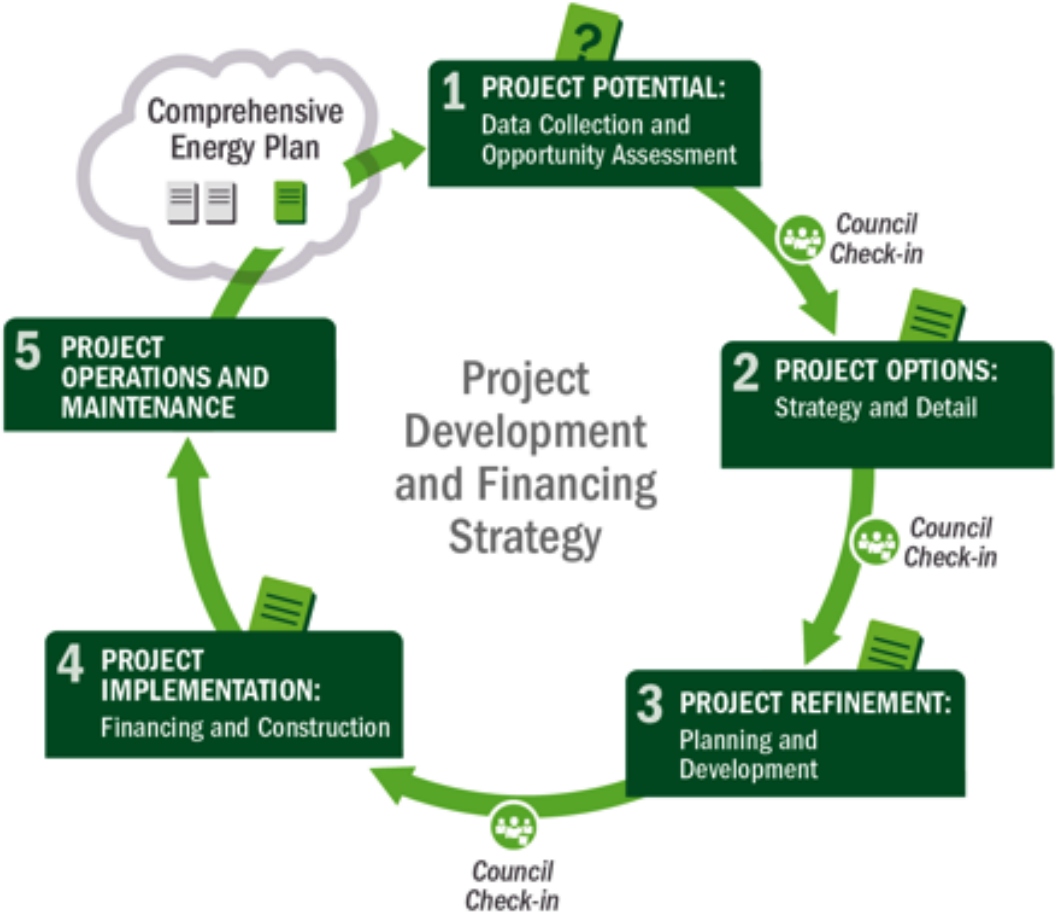 Comprehensive
Energy Plan
?
1 PROJECT POTENTIAL:
Data Collection and
Opportunity Assessment
Council
Check-in
2 PROJECT OPTIONS:
Strategy and Detail
Council
Check-in
3 PROJECT REFINEMENT:
Planning and
Development
Council
Check-in
4 PROJECT
IMPLEMENTATION:
Financing and Construction
5 PROJECT
OPERATIONS AND
MAINTENANCE
Project
Development
and Financing
Strategy